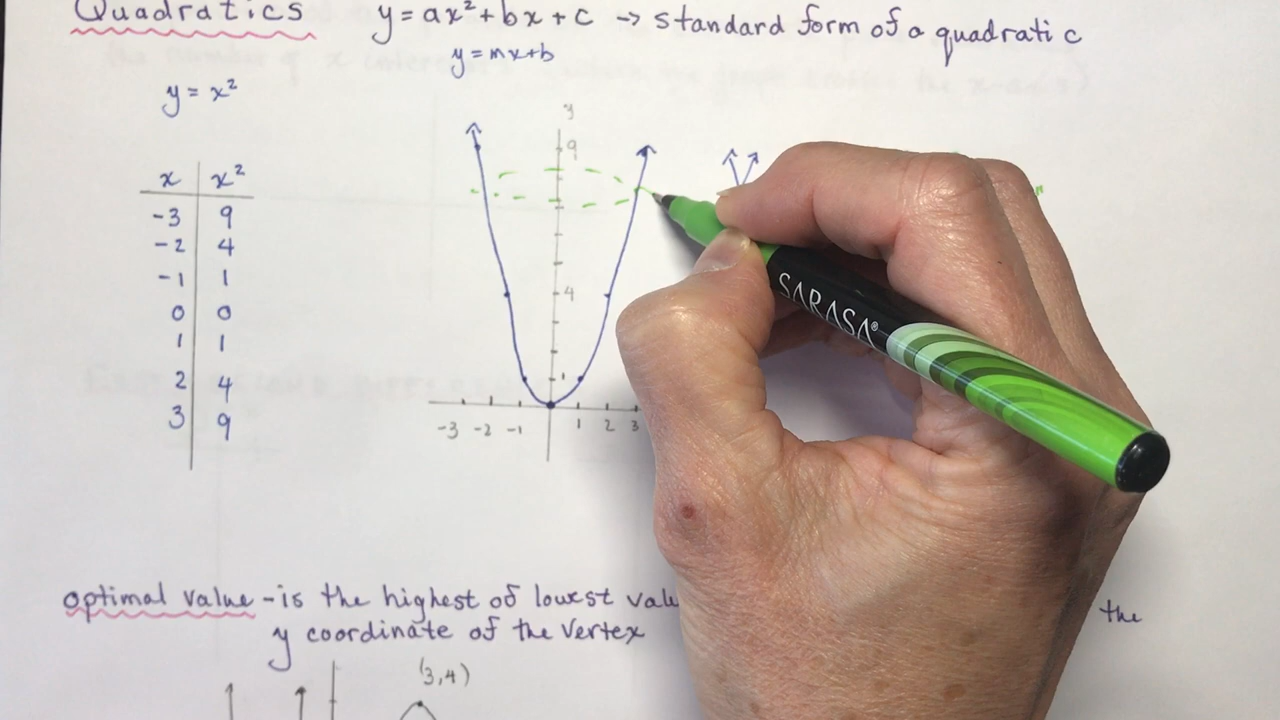 Quadratics y = ax² + bx + c → standard form of a quadratic
y = mx + b
y = x²
x x²
-3 9
-2 4
-1 1
0 0
1 1
2 4
3 9
y
9
4
1
-3 -2 -1 1 2 3
SARASA®
optimal value - is the highest of lowest the
y coordinate of the vertex
(3,4)